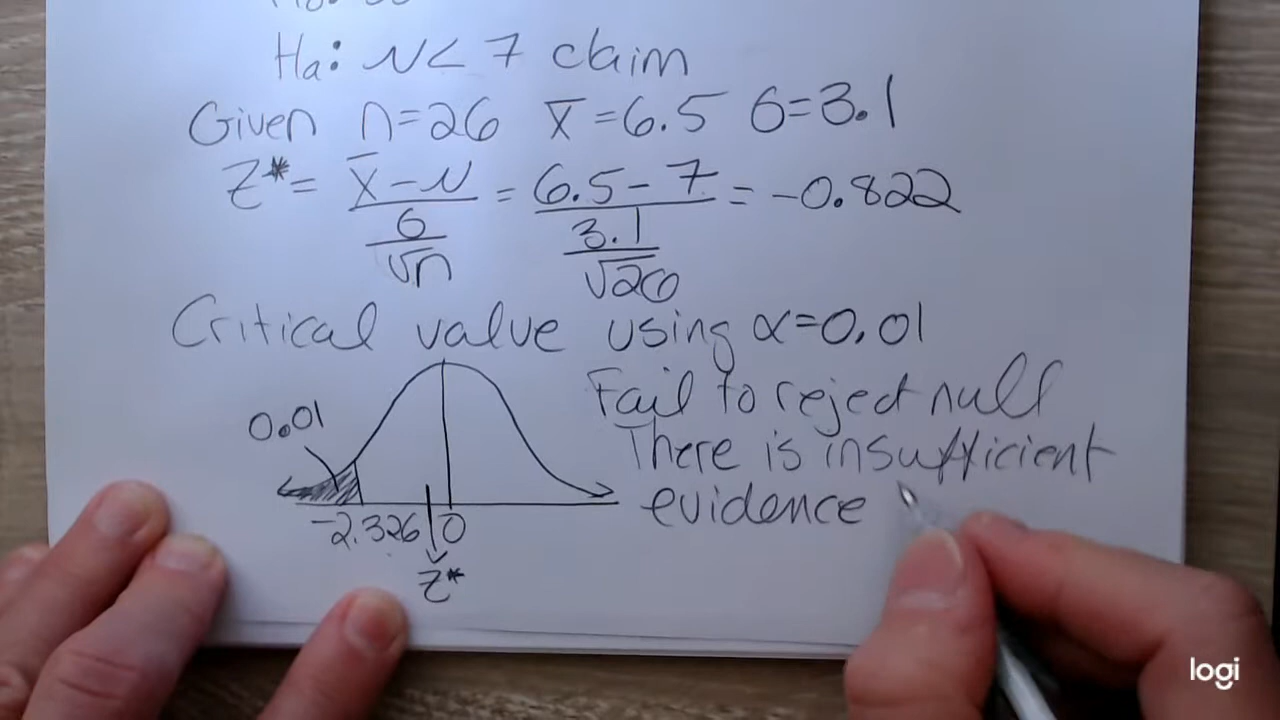 Ha: μ < 7 claim
Given n=26 x̄=6.5 σ=3.1
Z*= x̄-μ = 6.5-7 = -0.822
σ 3.1
√n √26
Critical value using α=0.01
Fail to reject null
0.01
There is insufficient
evidence
-2.326 0
Z*
logi